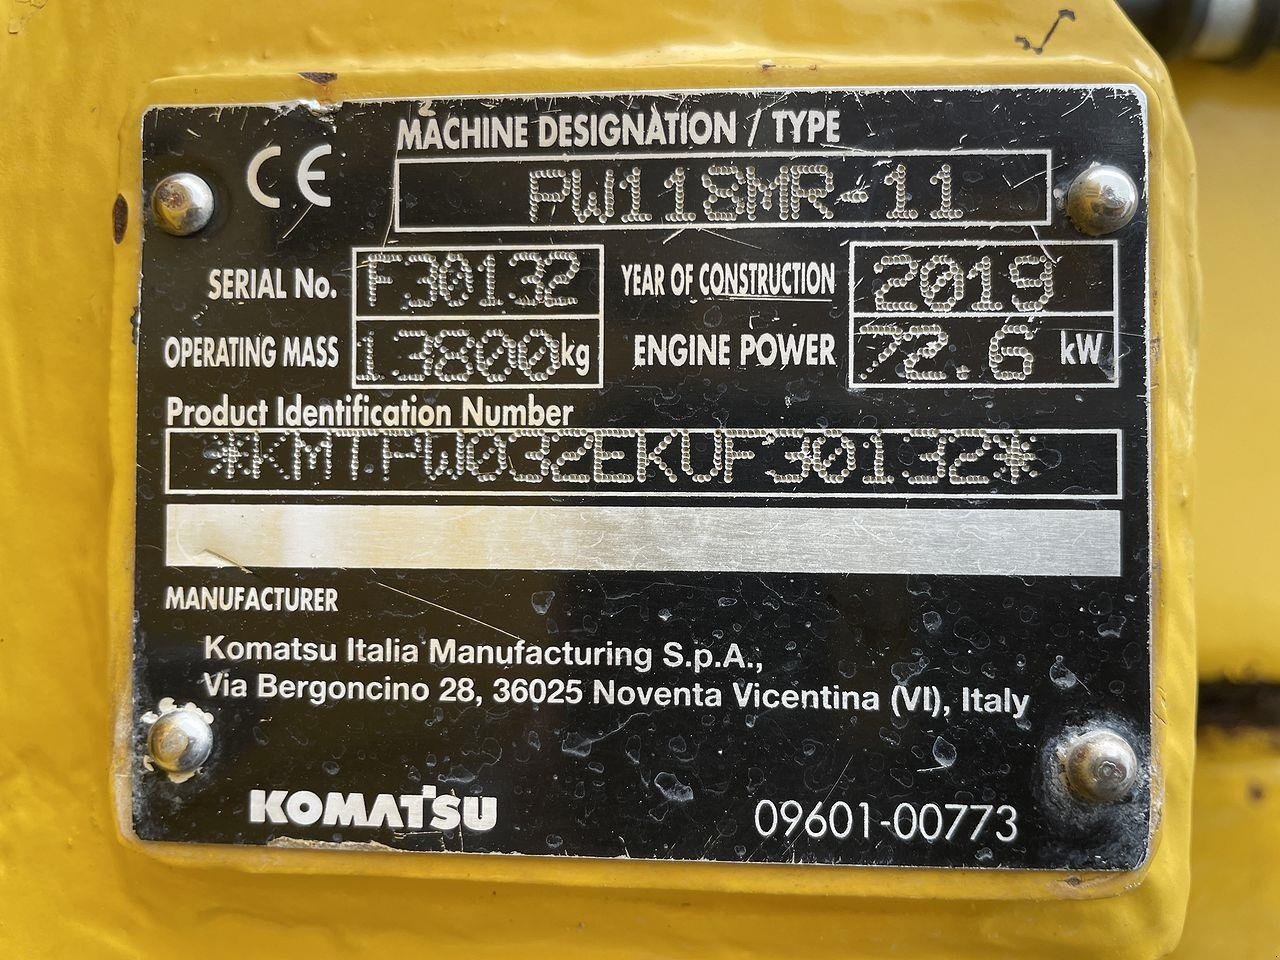 CE
MACHINE DESIGNATION / TYPE
PW118MR-11
SERIAL No. F30132 YEAR OF CONSTRUCTION 2019
OPERATING MASS 13800kg ENGINE POWER 72.6 kW
Product Identification Number
*KMTPW032EKUF30132*
MANUFACTURER
Komatsu Italia Manufacturing S.p.A.,
Via Bergoncino 28, 36025 Noventa Vicentina (VI), Italy
KOMATSU 09601-00773